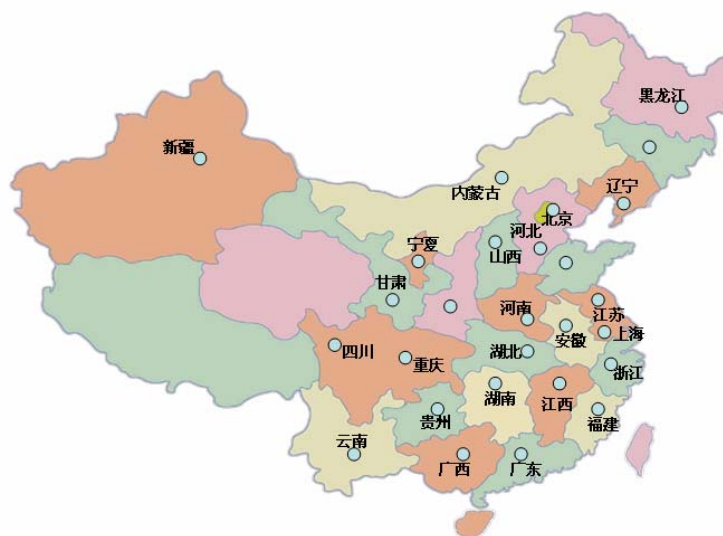 黑龙江
新疆
内蒙古
辽宁
北京
河北
宁夏
山西
甘肃
河南
江苏
安徽
上海
四川
重庆
湖北
浙江
湖南
江西
贵州
福建
云南
广西
广东